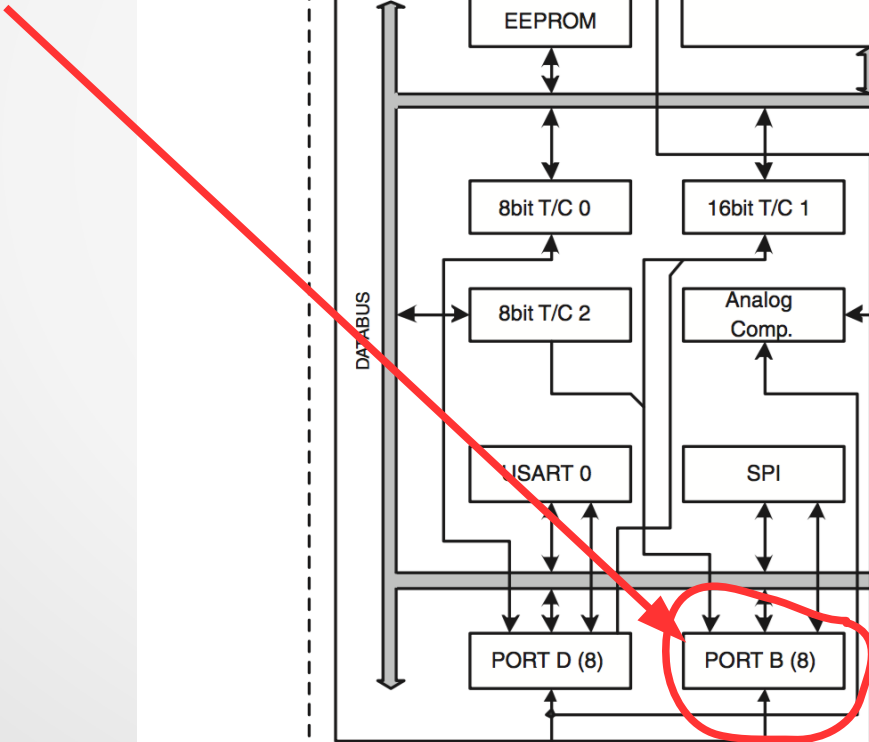 EEPROM
8bit T/C 0
16bit T/C 1
DATABUS
8bit T/C 2
Analog
Comp.
USART 0
SPI
PORT D (8)
PORT B (8)